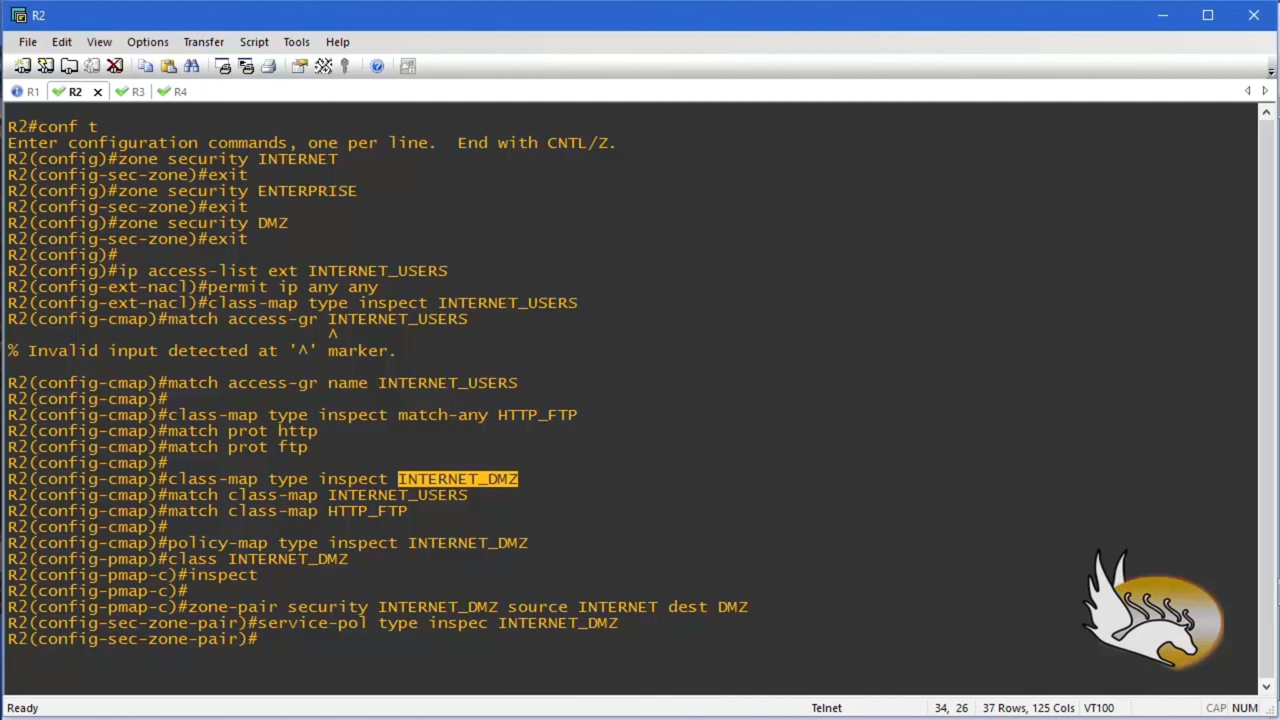 R2
File Edit View Options Transfer Script Tools Help
R1 R2 x R3 R4
R2#conf t
Enter configuration commands, one per line.  End with CNTL/Z.
R2(config)#zone security INTERNET
R2(config-sec-zone)#exit
R2(config)#zone security ENTERPRISE
R2(config-sec-zone)#exit
R2(config)#zone security DMZ
R2(config-sec-zone)#exit
R2(config)#
R2(config)#ip access-list ext INTERNET_USERS
R2(config-ext-nacl)#permit ip any any
R2(config-ext-nacl)#class-map type inspect INTERNET_USERS
R2(config-cmap)#match access-gr INTERNET_USERS
^
% Invalid input detected at '^' marker.
R2(config-cmap)#match access-gr name INTERNET_USERS
R2(config-cmap)#
R2(config-cmap)#class-map type inspect match-any HTTP_FTP
R2(config-cmap)#match prot http
R2(config-cmap)#match prot ftp
R2(config-cmap)#
R2(config-cmap)#class-map type inspect INTERNET_DMZ
R2(config-cmap)#match class-map INTERNET_USERS
R2(config-cmap)#match class-map HTTP_FTP
R2(config-cmap)#
R2(config-cmap)#policy-map type inspect INTERNET_DMZ
R2(config-pmap)#class INTERNET_DMZ
R2(config-pmap-c)#inspect
R2(config-pmap-c)#
R2(config-pmap-c)#zone-pair security INTERNET_DMZ source INTERNET dest DMZ
R2(config-sec-zone-pair)#service-pol type inspec INTERNET_DMZ
R2(config-sec-zone-pair)#
Ready Telnet 34, 26 37 Rows, 125 Cols VT100 CAP NUM